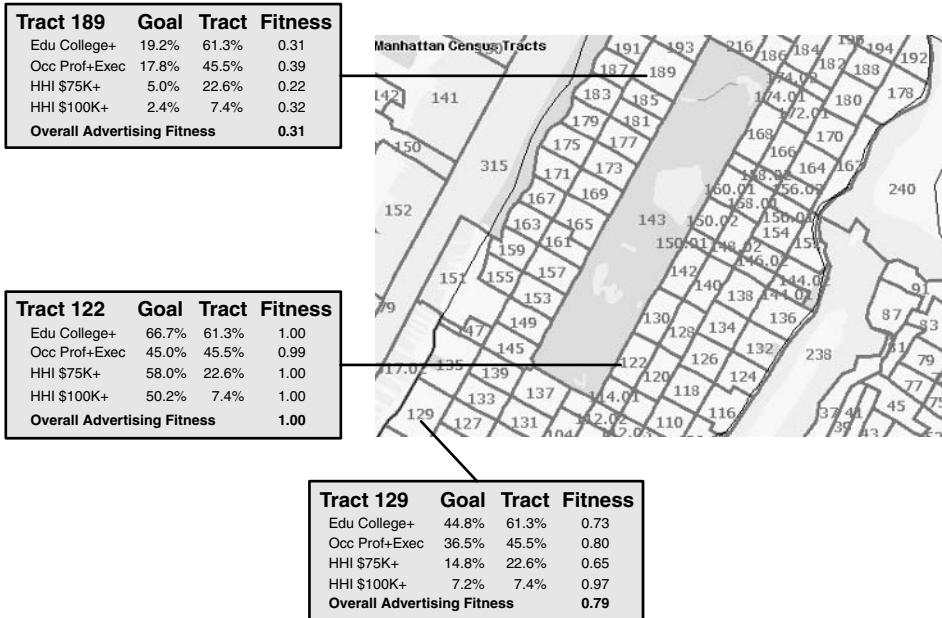 Tract 189 Goal Tract Fitness
Edu College+ 19.2% 61.3% 0.31
Occ Prof+Exec 17.8% 45.5% 0.39
HHI $75K+ 5.0% 22.6% 0.22
HHI $100K+ 2.4% 7.4% 0.32
Overall Advertising Fitness 0.31
Manhattan Census Tracts
191 193 216 186 184 194 192
187 189 174.02 182 188
142 141 183 185 174.01 180 178
179 181 172.01
150 175 177 168 170
315 166
171 173 164
152 167 169 160.01 240
163 165 143 150.02 154
159 161 150.01
151 155 157 142 146.02
153 140 138 144.01
149 130 128 134 136 87 83
145 132 238
135 139 122 126 79
120 124 77
133 137 114.01 118 45
129 127 131 110 116 37 41
39 43
Tract 122 Goal Tract Fitness
Edu College+ 66.7% 61.3% 1.00
Occ Prof+Exec 45.0% 45.5% 0.99
HHI $75K+ 58.0% 22.6% 1.00
HHI $100K+ 50.2% 7.4% 1.00
Overall Advertising Fitness 1.00
Tract 129 Goal Tract Fitness
Edu College+ 44.8% 61.3% 0.73
Occ Prof+Exec 36.5% 45.5% 0.80
HHI $75K+ 14.8% 22.6% 0.65
HHI $100K+ 7.2% 7.4% 0.97
Overall Advertising Fitness 0.79